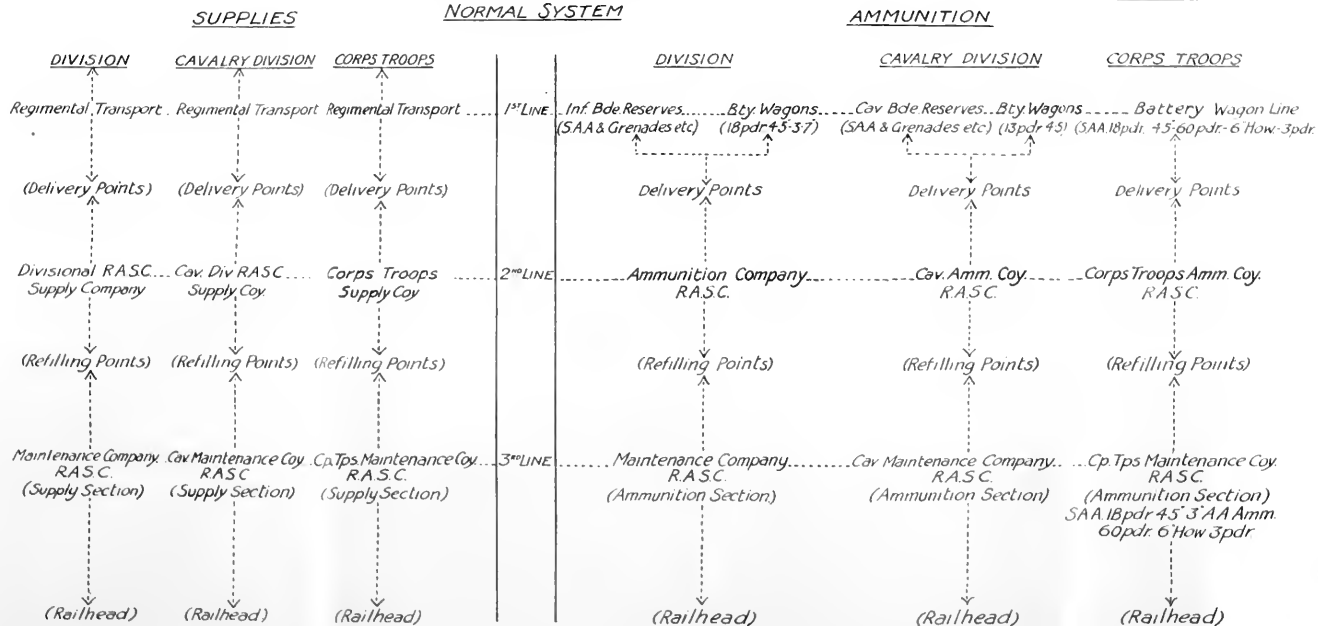 SUPPLIES NORMAL SYSTEM AMMUNITION
DIVISION CAVALRY DIVISION CORPS TROOPS DIVISION CAVALRY DIVISION CORPS TROOPS
Regimental Transport Regimental Transport Regimental Transport 1ST LINE Inf. Bde. Reserves Bty. Wagons Cav Bde. Reserves Bty. Wagons Battery Wagon Line
(SAA & Grenades etc) (18pdr 4·5" 3·7") (SAA & Grenades etc) (13pdr 4·5) (SAA. 18pdr. 4·5" 60pdr.- 6" How.- 3pdr.
(Delivery Points) (Delivery Points) (Delivery Points) Delivery Points Delivery Points Delivery Points
Divisional R.A.S.C. Cav. Div RASC Corps Troops 2ND LINE Ammunition Company Cav. Amm. Coy. Corps Troops Amm. Coy.
Supply Company Supply Coy. Supply Coy R.A.S.C. R.A.S.C. R.A.S.C.
(Refilling Points) (Refilling Points) (Refilling Points) (Refilling Points) (Refilling Points) (Refilling Points)
Maintenance Company Cav Maintenance Coy Cp. Tps. Maintenance Coy. 3RD LINE Maintenance Company Cav Maintenance Company Cp. Tps Maintenance Coy.
R.A.S.C. RASC R.A.S.C. R.A.S.C. R.A.S.C. RASC.
(Supply Section) (Supply Section) (Supply Section) (Ammunition Section) (Ammunition Section) (Ammunition Section)
SAA. 18pdr 4·5" 3" AA Amm.
60pdr. 6" How 3pdr.
(Railhead) (Railhead) (Railhead) (Railhead) (Railhead) (Railhead)